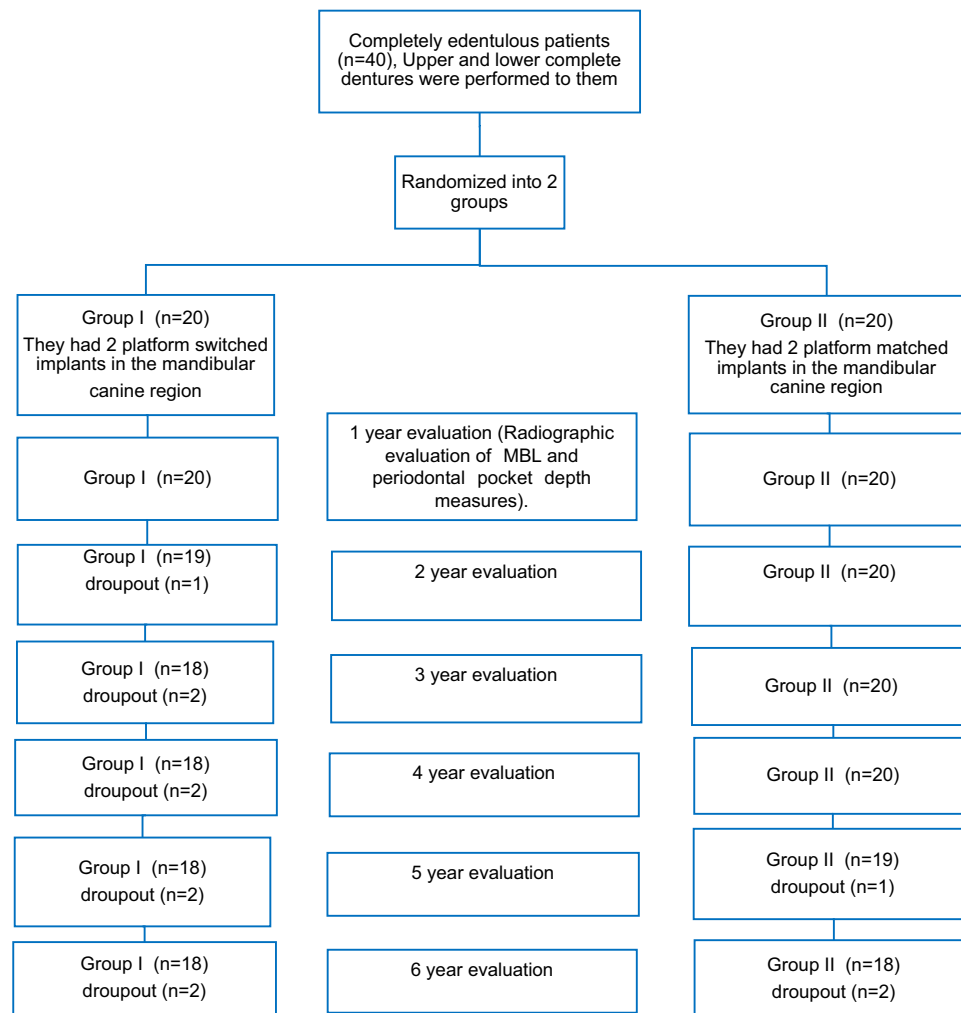 Completely edentulous patients
(n=40), Upper and lower complete
dentures were performed to them
Randomized into 2
groups
Group I (n=20)
They had 2 platform switched
implants in the mandibular
canine region
Group II (n=20)
They had 2 platform matched
implants in the mandibular
canine region
Group I (n=20)
1 year evaluation (Radiographic
evaluation of MBL and
periodontal pocket depth
measures).
Group II (n=20)
Group I (n=19)
droupout (n=1)
2 year evaluation
Group II (n=20)
Group I (n=18)
droupout (n=2)
3 year evaluation
Group II (n=20)
Group I (n=18)
droupout (n=2)
4 year evaluation
Group II (n=20)
Group I (n=18)
droupout (n=2)
5 year evaluation
Group II (n=19)
droupout (n=1)
Group I (n=18)
droupout (n=2)
6 year evaluation
Group II (n=18)
droupout (n=2)